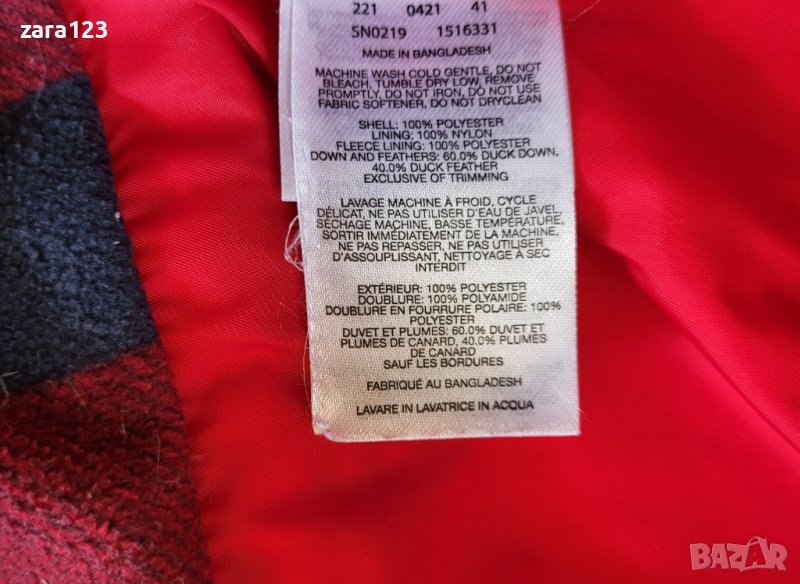 zara123
221 0421 41
SN0219 1516331
MADE IN BANGLADESH
MACHINE WASH COLD GENTLE, DO NOT
BLEACH, TUMBLE DRY LOW, REMOVE
PROMPTLY, DO NOT IRON, DO NOT USE
FABRIC SOFTENER, DO NOT DRYCLEAN
SHELL: 100% POLYESTER
LINING: 100% NYLON
FLEECE LINING: 100% POLYESTER
DOWN AND FEATHERS: 60.0% DUCK DOWN.
40.0% DUCK FEATHER
EXCLUSIVE OF TRIMMING
LAVAGE MACHINE À FROID, CYCLE
DÉLICAT, NE PAS UTILISER D'EAU DE JAVEL,
SÉCHAGE MACHINE, BASSE TEMPÉRATURE,
SORTIR IMMÉDIATEMENT DE LA MACHINE,
NE PAS REPASSER, NE PAS UTILISER
D'ASSOUPLISSANT, NETTOYAGE À SEC
INTERDIT
EXTÉRIEUR: 100% POLYESTER
DOUBLURE: 100% POLYAMIDE
DOUBLURE EN FOURRURE POLAIRE: 100%
POLYESTER
DUVET ET PLUMES: 60.0% DUVET ET
PLUMES DE CANARD, 40.0% PLUMES
DE CANARD
SAUF LES BORDURES
FABRIQUÉ AU BANGLADESH
LAVARE IN LAVATRICE IN ACQUA
BAZAR